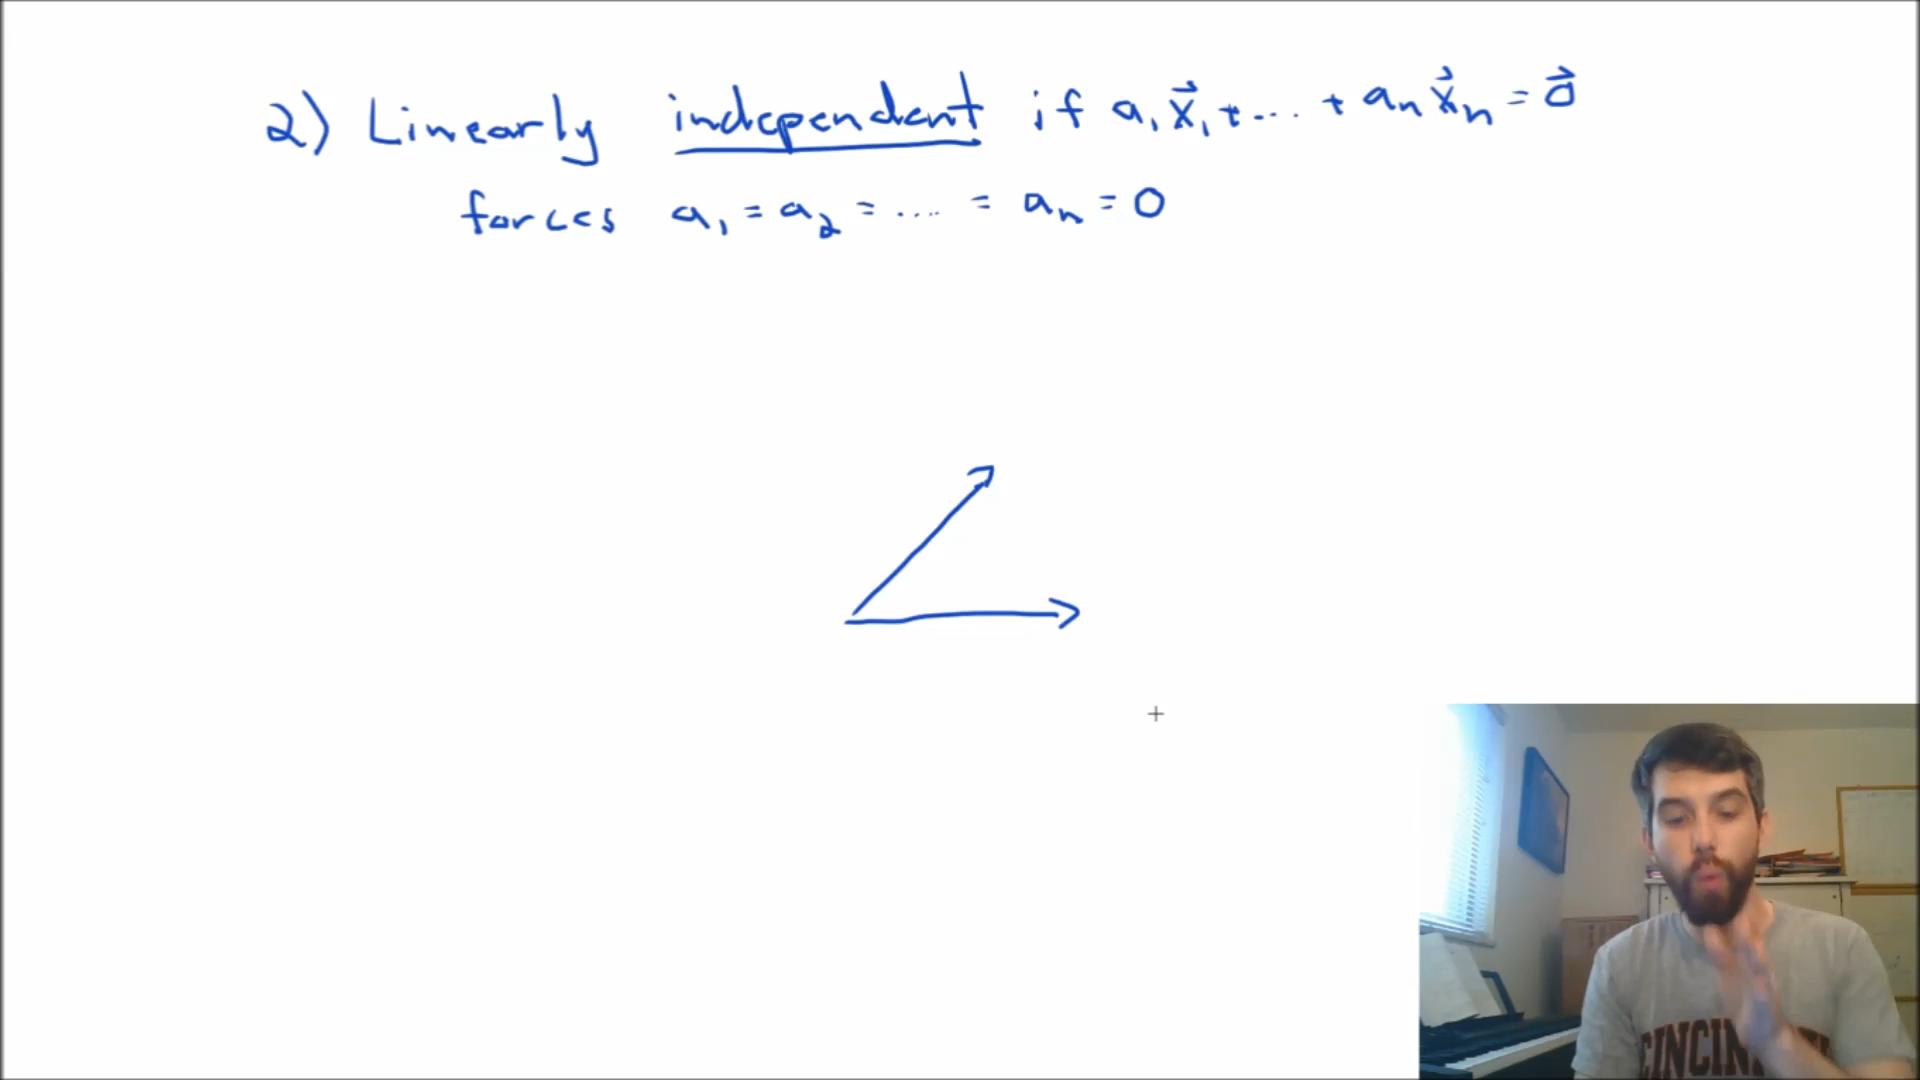 2) Linearly independent if a₁x⃗₁ + ... + aₙx⃗ₙ = 0⃗
forces a₁ = a₂ = .... = aₙ = 0